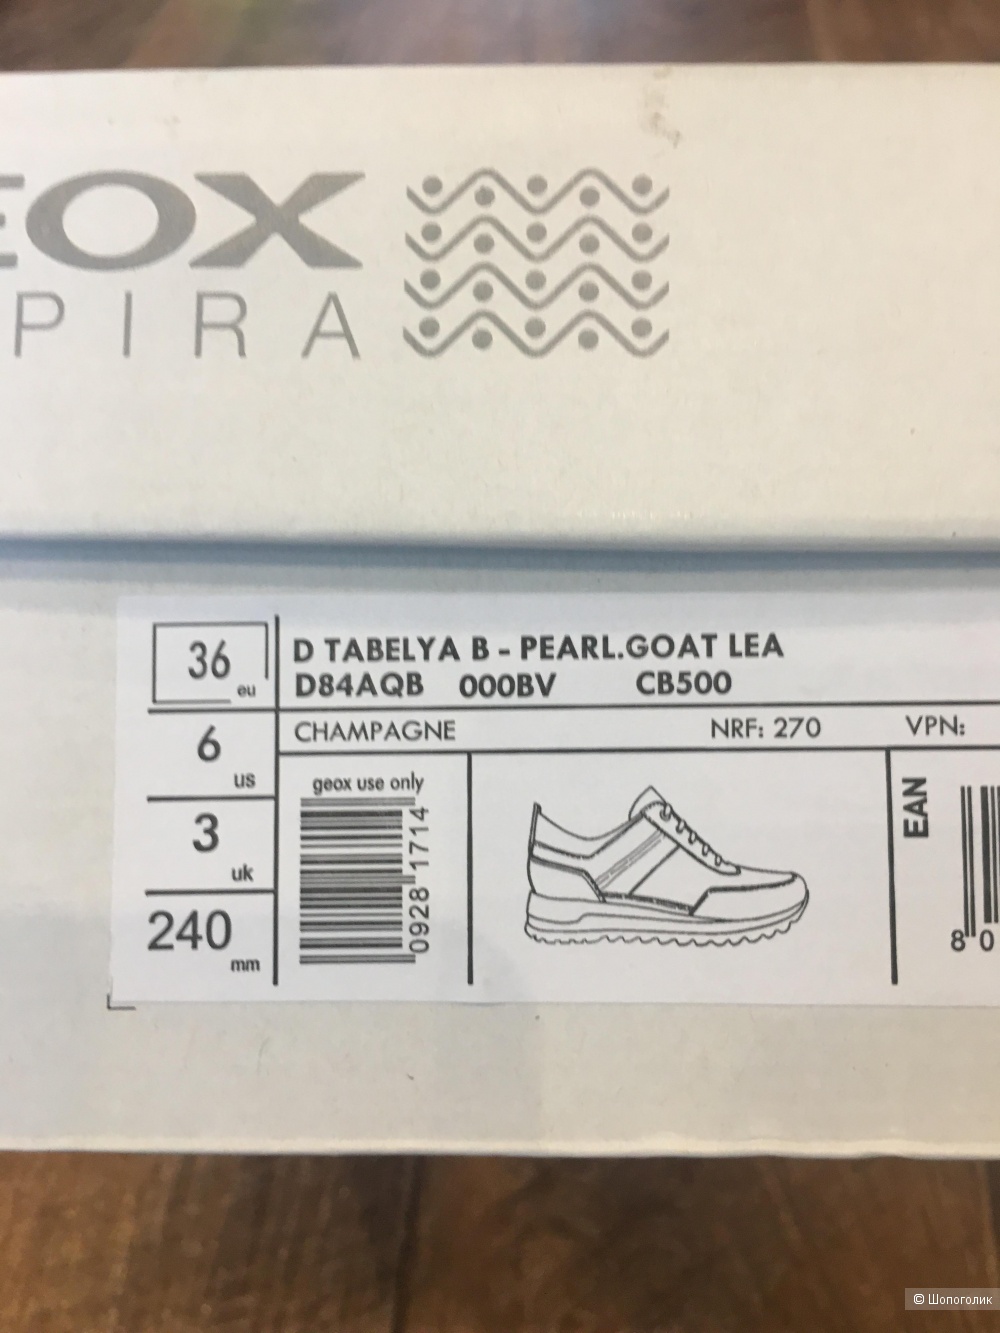 EOX
PIRA
36 eu
D TABELYA B - PEARL.GOAT LEA
D84AQB 000BV CB500
6 us
CHAMPAGNE NRF: 270 VPN:
3 uk
240 mm
geox use only
0928 1714
EAN
8 0
© Шопоголик